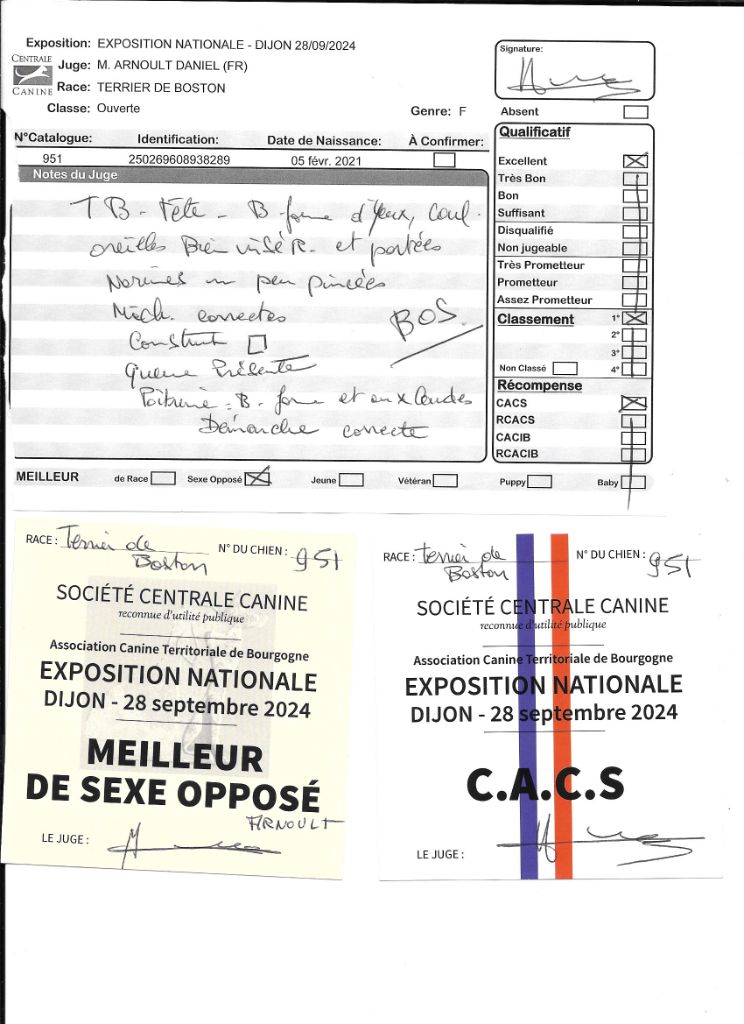 Exposition: EXPOSITION NATIONALE - DIJON 28/09/2024
CENTRALE
CANINE
Juge: M. ARNOULT DANIEL (FR)
Race: TERRIER DE BOSTON
Classe: Ouverte
Genre: F
Signature:
Absent
N°Catalogue: Identification: Date de Naissance: À Confirmer:
951 250269608938289 05 févr. 2021
Notes du Juge
TB - Tête - B forme d'yeux, Coul.
oreilles Bien insérR. et portées
Narines un peu pincées
Mâch. correctes
BOS.
Construit
Queue Présente
Poitrine = B. forme et aux Coudes
Démarche correcte
Qualificatif
Excellent
Très Bon
Bon
Suffisant
Disqualifié
Non jugeable
Très Prometteur
Prometteur
Assez Prometteur
Classement 1°
2°
3°
Non Classé 4°
Récompense
CACS
RCACS
CACIB
RCACIB
MEILLEUR de Race Sexe Opposé Jeune Vétéran Puppy Baby
RACE: Terrier de Boston N° DU CHIEN: 951
SOCIÉTÉ CENTRALE CANINE
reconnue d'utilité publique
Association Canine Territoriale de Bourgogne
EXPOSITION NATIONALE
DIJON - 28 septembre 2024
MEILLEUR
DE SEXE OPPOSÉ
ARNOULT
LE JUGE :
RACE: terrier de Boston N° DU CHIEN: 951
SOCIÉTÉ CENTRALE CANINE
reconnue d'utilité publique
Association Canine Territoriale de Bourgogne
EXPOSITION NATIONALE
DIJON - 28 septembre 2024
C.A.C.S
LE JUGE :